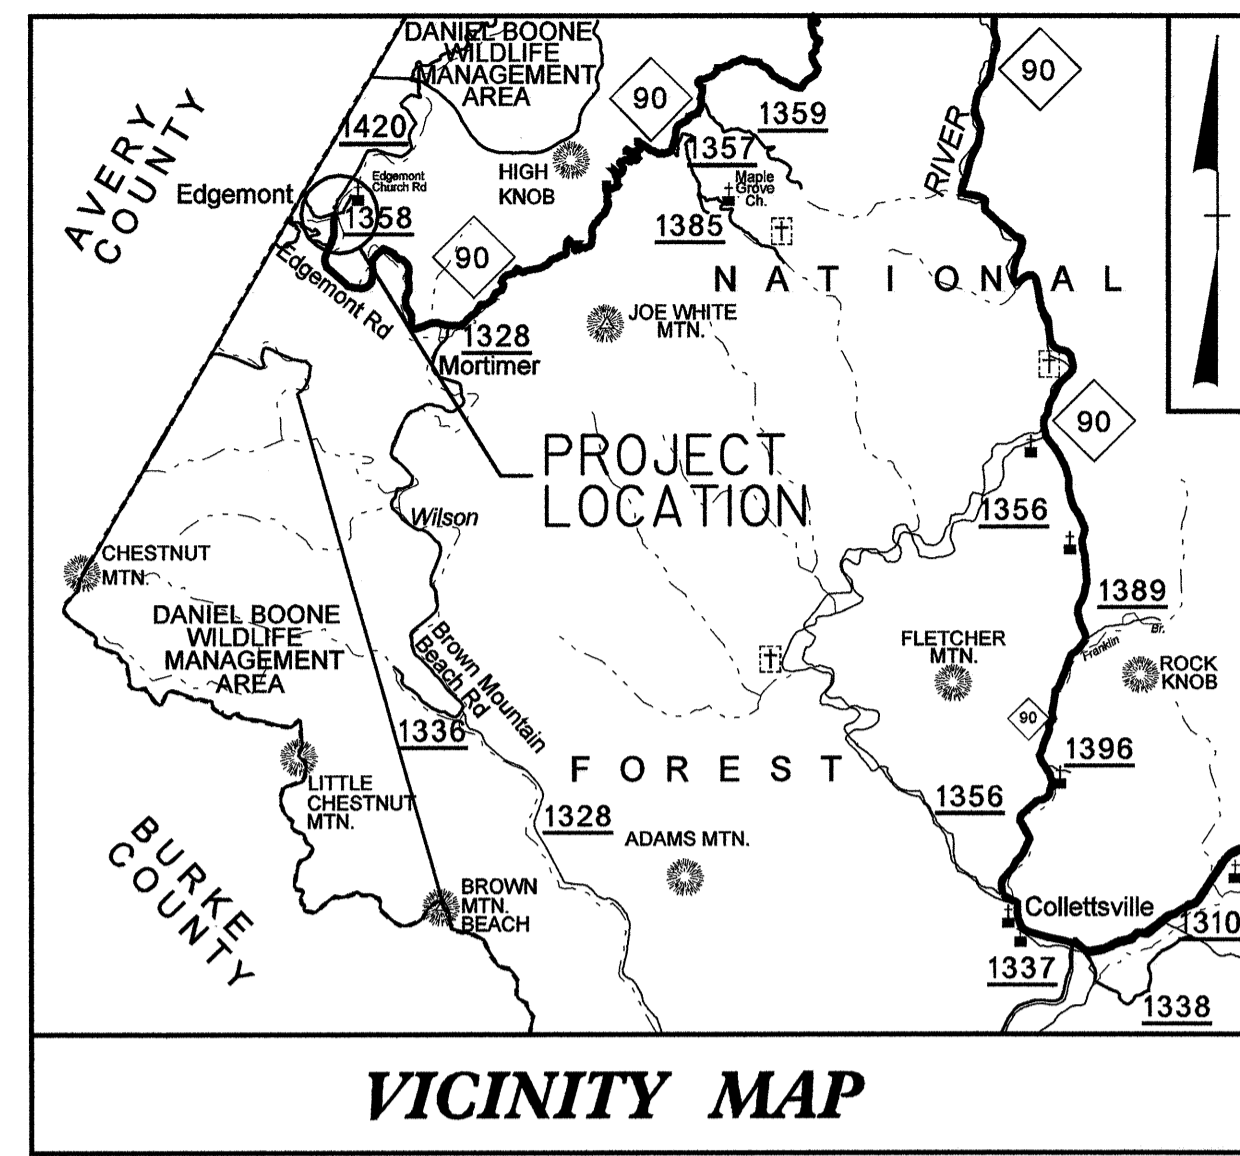 DANIEL BOONE
WILDLIFE
MANAGEMENT
AREA
90
90
1359
AVERY
COUNTY
1420
RIVER
1357
HIGH
KNOB
Edgemont
Church Rd
Maple
Grove
Ch.
Edgemont
1358
1385
90
NATIONAL
Edgemont Rd
JOE WHITE
MTN.
1328
Mortimer
90
PROJECT
LOCATION
1356
Wilson
CHESTNUT
MTN.
1389
DANIEL BOONE
WILDLIFE
MANAGEMENT
AREA
Brown Mountain
Beach Rd
FLETCHER
MTN.
Franklin
Br.
ROCK
KNOB
90
1336
1396
FOREST
LITTLE
CHESTNUT
MTN.
1356
1328
BURKE
COUNTY
ADAMS MTN.
BROWN
MTN.
BEACH
Collettsville
1310
1337
1338
VICINITY MAP